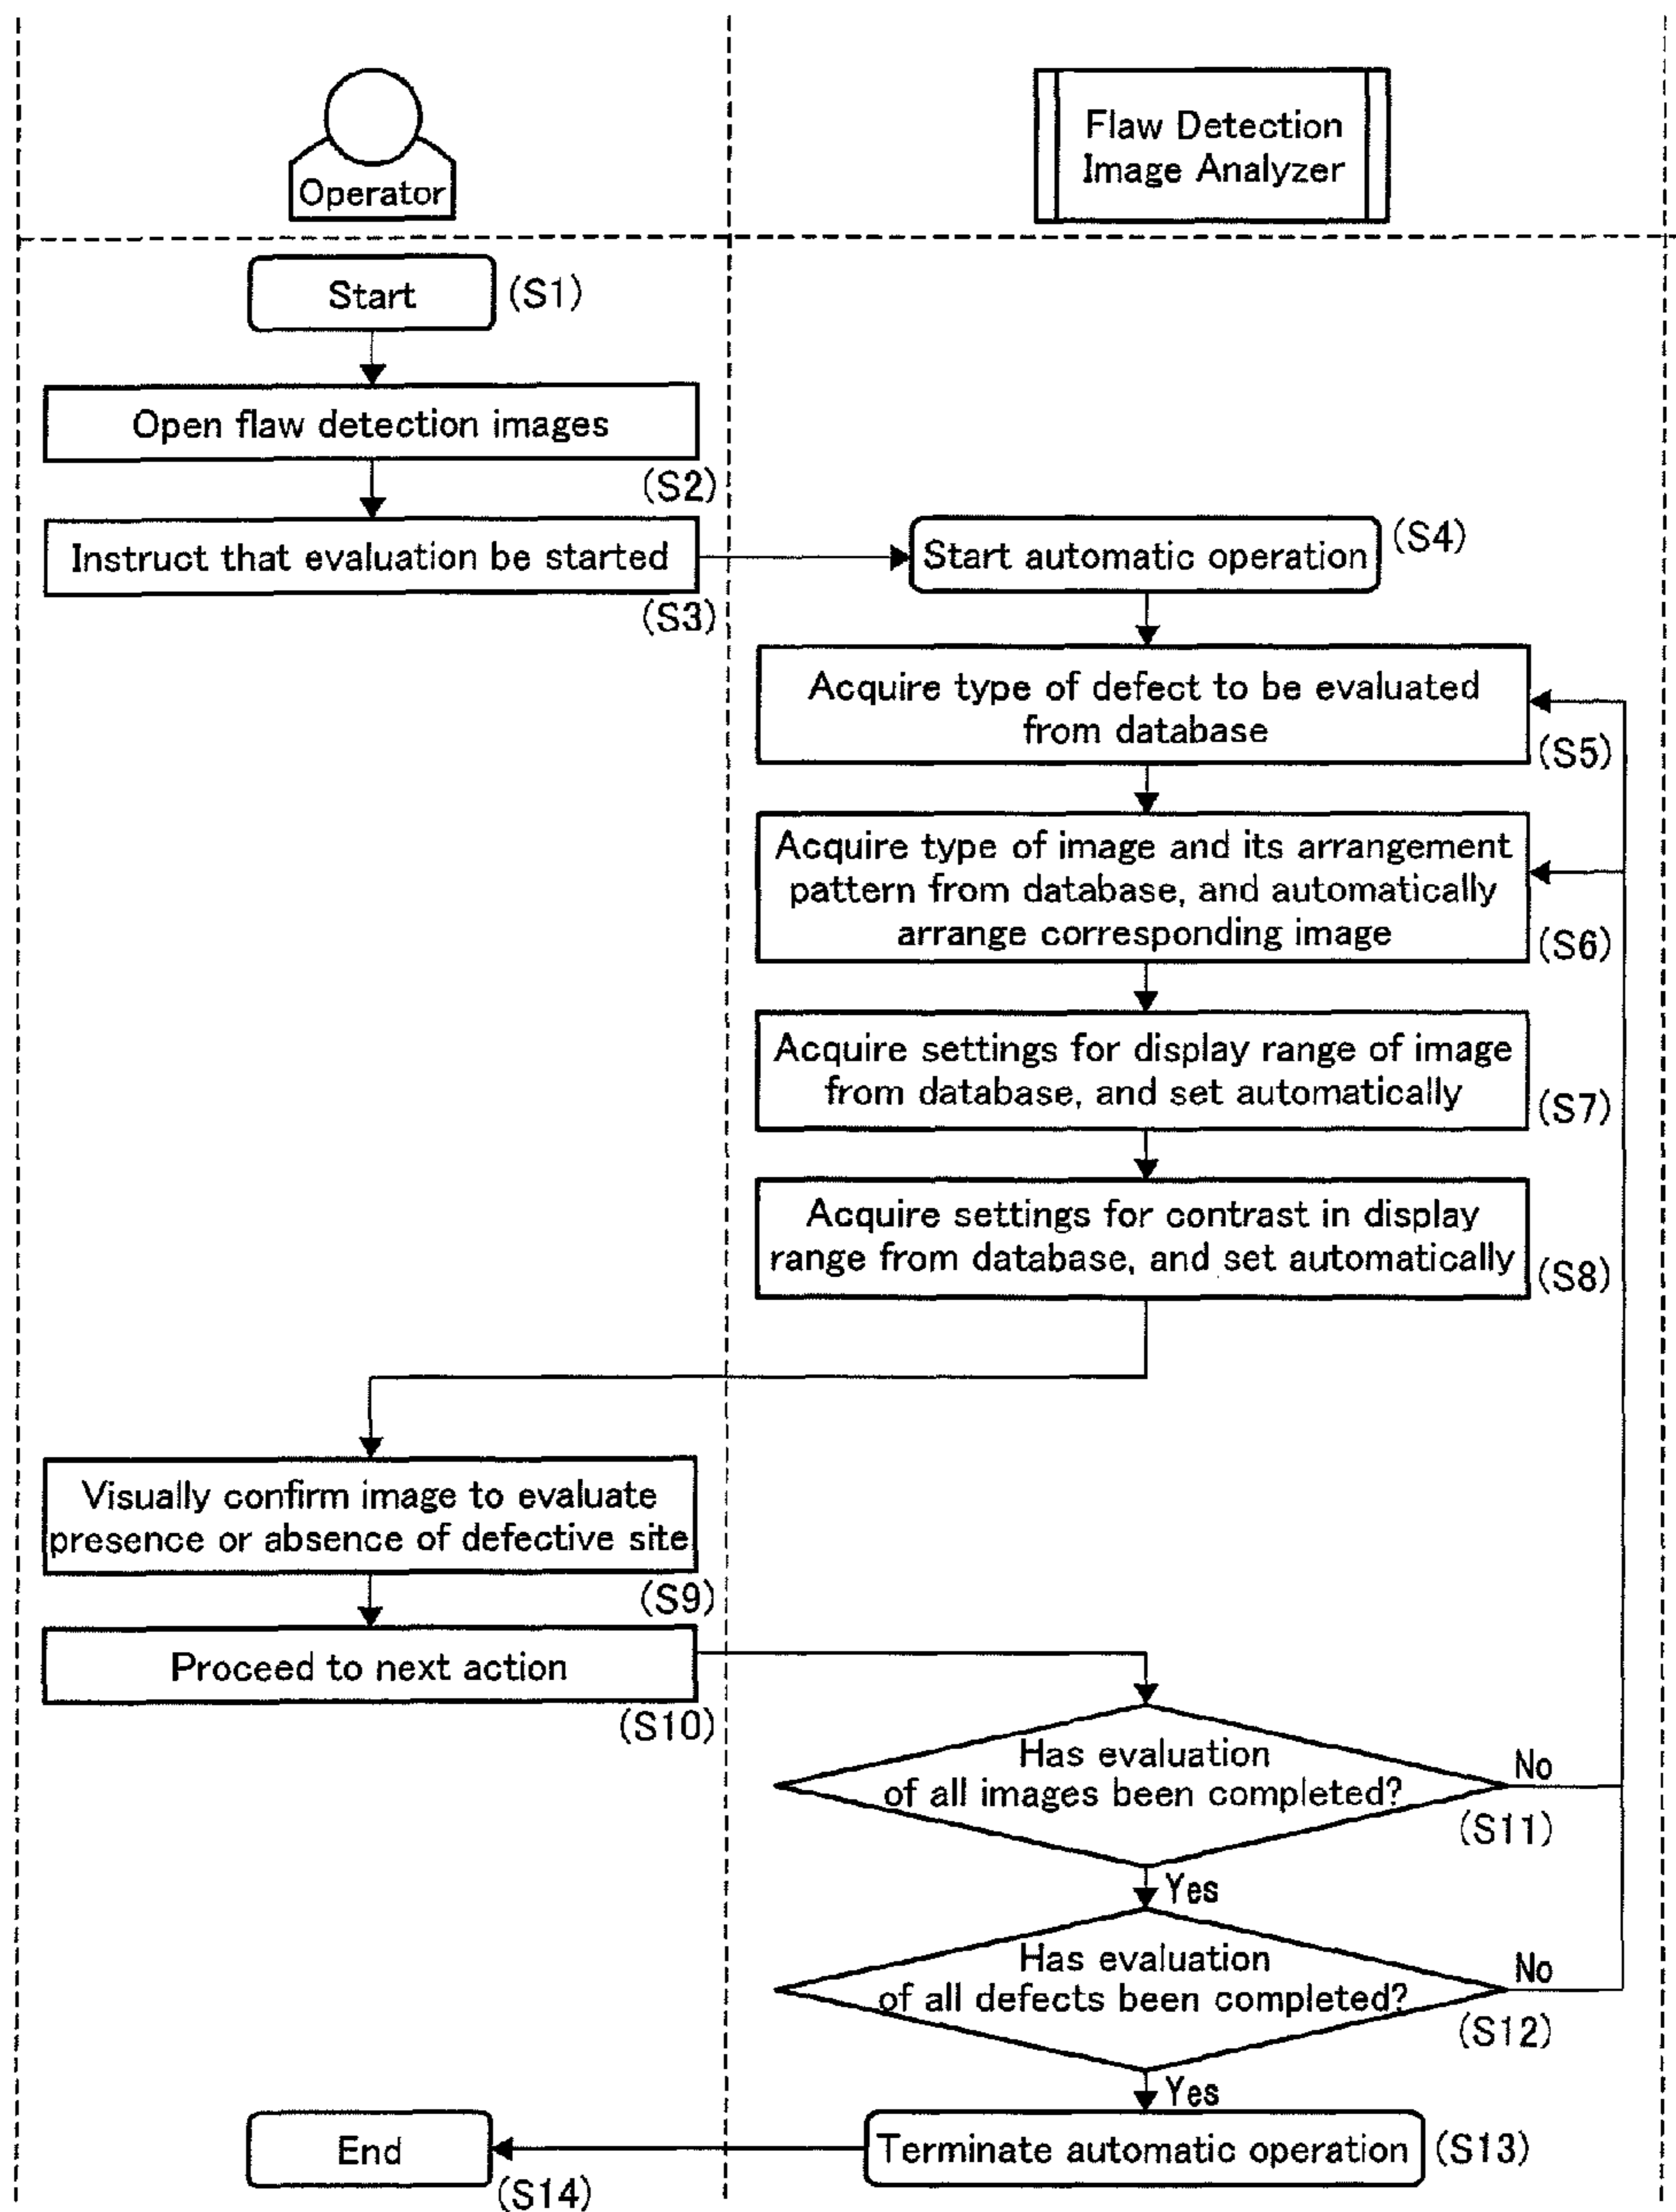 Operator
Flaw Detection
Image Analyzer
Start
(S1)
Open flaw detection images
(S2)
Instruct that evaluation be started
(S3)
Start automatic operation
(S4)
Acquire type of defect to be evaluated
from database
(S5)
Acquire type of image and its arrangement
pattern from database, and automatically
arrange corresponding image
(S6)
Acquire settings for display range of image
from database, and set automatically
(S7)
Acquire settings for contrast in display
range from database, and set automatically
(S8)
Visually confirm image to evaluate
presence or absence of defective site
(S9)
Proceed to next action
(S10)
Has evaluation
of all images been completed?
No
(S11)
Yes
Has evaluation
of all defects been completed?
No
(S12)
Yes
Terminate automatic operation
(S13)
End
(S14)